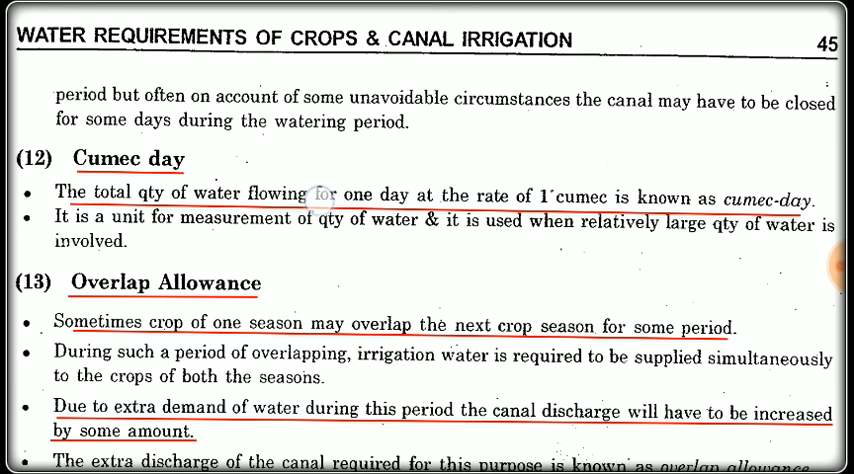 WATER REQUIREMENTS OF CROPS & CANAL IRRIGATION 45
period but often on account of some unavoidable circumstances the canal may have to be closed
for some days during the watering period.
(12) Cumec day
• The total qty of water flowing for one day at the rate of 1 cumec is known as cumec-day.
• It is a unit for measurement of qty of water & it is used when relatively large qty of water is
involved.
(13) Overlap Allowance
• Sometimes crop of one season may overlap the next crop season for some period.
• During such a period of overlapping, irrigation water is required to be supplied simultaneously
to the crops of both the seasons.
• Due to extra demand of water during this period the canal discharge will have to be increased
by some amount.
• The extra discharge of the canal required for this purpose is known as overlap allowance